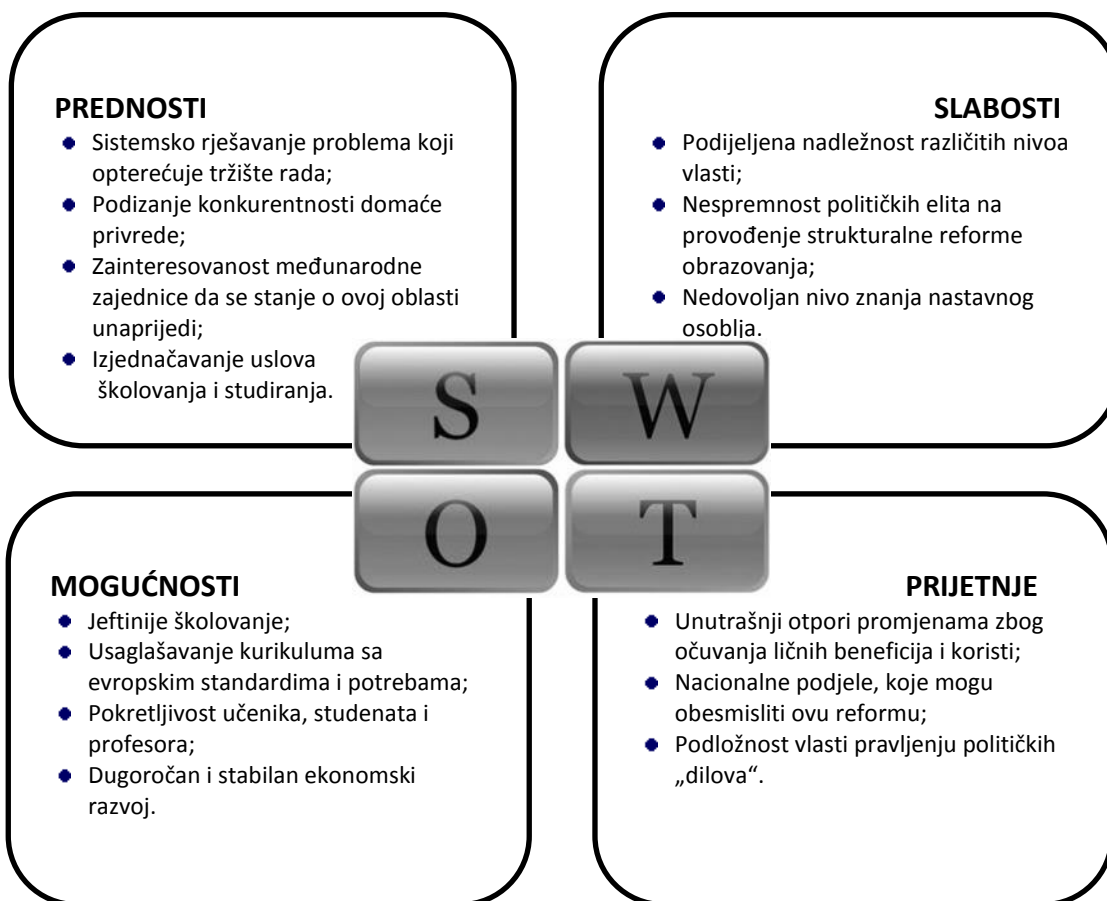 PREDNOSTI
Sistemsko rješavanje problema koji
opterećuje tržište rada;
Podizanje konkurentnosti domaće
privrede;
Zainteresovanost međunarodne
zajednice da se stanje o ovoj oblasti
unaprijedi;
Izjednačavanje uslova
školovanja i studiranja.
SLABOSTI
Podijeljena nadležnost različitih nivoa
vlasti;
Nespremnost političkih elita na
provođenje strukturalne reforme
obrazovanja;
Nedovoljan nivo znanja nastavnog
osoblja.
S
W
O
T
MOGUĆNOSTI
Jeftinije školovanje;
Usaglašavanje kurikuluma sa
evropskim standardima i potrebama;
Pokretljivost učenika, studenata i
profesora;
Dugoročan i stabilan ekonomski
razvoj.
PRIJETNJE
Unutrašnji otpori promjenama zbog
očuvanja ličnih beneficija i koristi;
Nacionalne podjele, koje mogu
obesmisliti ovu reformu;
Podložnost vlasti pravljenju političkih
„dilova“.